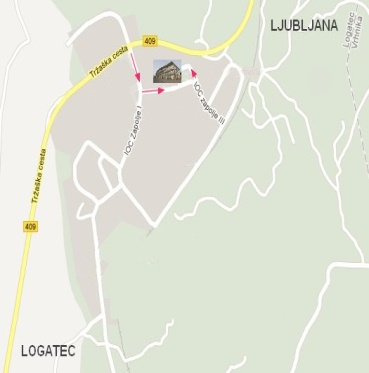 LJUBLJANA
Logatec
Vrhnika
409
Tržaška cesta
IOC Zapolje I
IOC Zapolje III
Tržaška cesta
409
LOGATEC